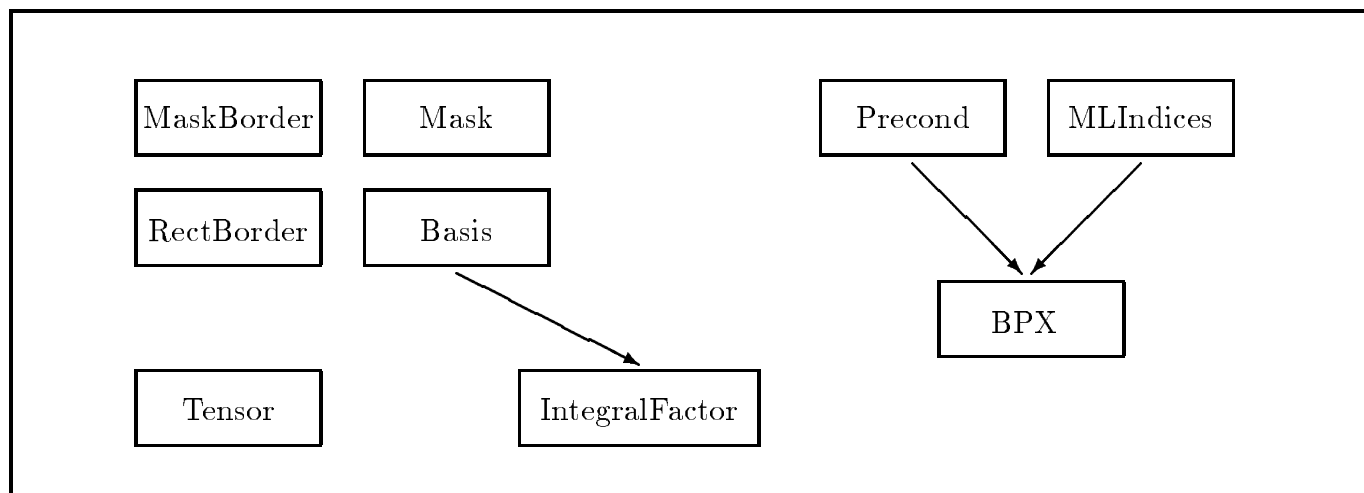 MaskBorder
Mask
Precond
MLIndices
RectBorder
Basis
BPX
Tensor
IntegralFactor